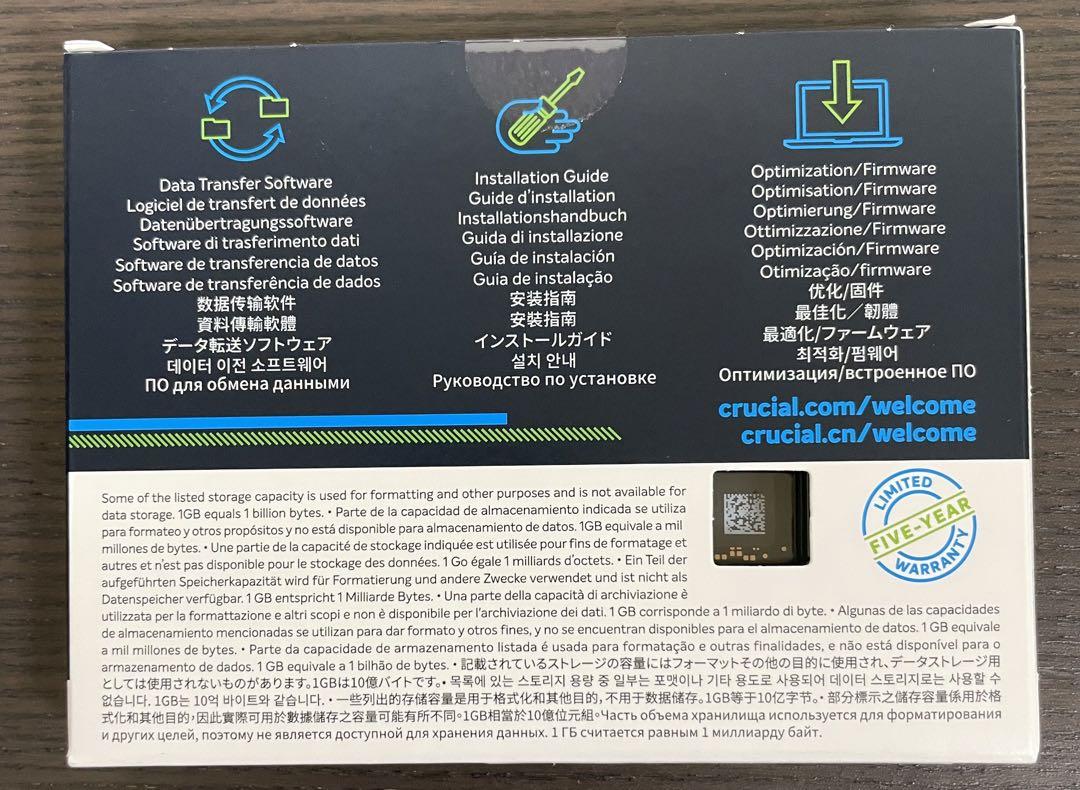 Data Transfer Software
Logiciel de transfert de données
Datenübertragungssoftware
Software di trasferimento dati
Software de transferencia de datos
Software de transferência de dados
数据传输软件
資料傳輸軟體
データ転送ソフトウェア
데이터 이전 소프트웨어
ПО для обмена данными
Installation Guide
Guide d'installation
Installationshandbuch
Guida di installazione
Guía de instalación
Guia de instalação
安装指南
安裝指南
インストールガイド
설치 안내
Руководство по установке
Optimization/Firmware
Optimisation/Firmware
Optimierung/Firmware
Ottimizzazione/Firmware
Optimización/Firmware
Otimização/firmware
优化/固件
最佳化／韌體
最適化/ファームウェア
최적화/펌웨어
Оптимизация/встроенное ПО
crucial.com/welcome
crucial.cn/welcome
Some of the listed storage capacity is used for formatting and other purposes and is not available for
data storage. 1GB equals 1 billion bytes. • Parte de la capacidad de almacenamiento indicada se utiliza
para formateo y otros propósitos y no está disponible para almacenamiento de datos. 1GB equivale a mil
millones de bytes. • Une partie de la capacité de stockage indiquée est utilisée pour fins de formatage et
autres et n'est pas disponible pour le stockage des données. 1 Go égale 1 milliards d'octets. • Ein Teil der
aufgeführten Speicherkapazität wird für Formatierung und andere Zwecke verwendet und ist nicht als
Datenspeicher verfügbar. 1 GB entspricht 1 Milliarde Bytes. • Una parte della capacità di archiviazione è
utilizzata per la formattazione e altri scopi e non è disponibile per l'archiviazione dei dati. 1 GB corrisponde a 1 miliardo di byte. • Algunas de las capacidades
de almacenamiento mencionadas se utilizan para dar formato y otros fines, y no se encuentran disponibles para el almacenamiento de datos. 1 GB equivale
a mil millones de bytes. • Parte da capacidade de armazenamento listada é usada para formatação e outras finalidades, e não está disponível para o
armazenamento de dados. 1 GB equivale a 1 bilhão de bytes. • 記載されているストレージの容量にはフォーマットその他の目的に使用され、データストレージ用
としては使用されないものがあります。1GBは10億バイトです。• 목록에 있는 스토리지 용량 중 일부는 포맷이나 기타 용도로 사용되어 데이터 스토리지로는 사용할 수
없습니다. 1GB는 10억 바이트와 같습니다. • 一些列出的存储容量是用于格式化和其他目的, 不用于数据储存。1GB等于10亿字节。• 部分標示之儲存容量係用於格
式化和其他目的，因此實際可用於數據儲存之容量可能有所不同。1GB相當於10億位元組。Часть объема хранилища используется для форматирования
и других целей, поэтому не является доступной для хранения данных. 1 ГБ считается равным 1 миллиарду байт.
LIMITED
FIVE-YEAR
WARRANTY